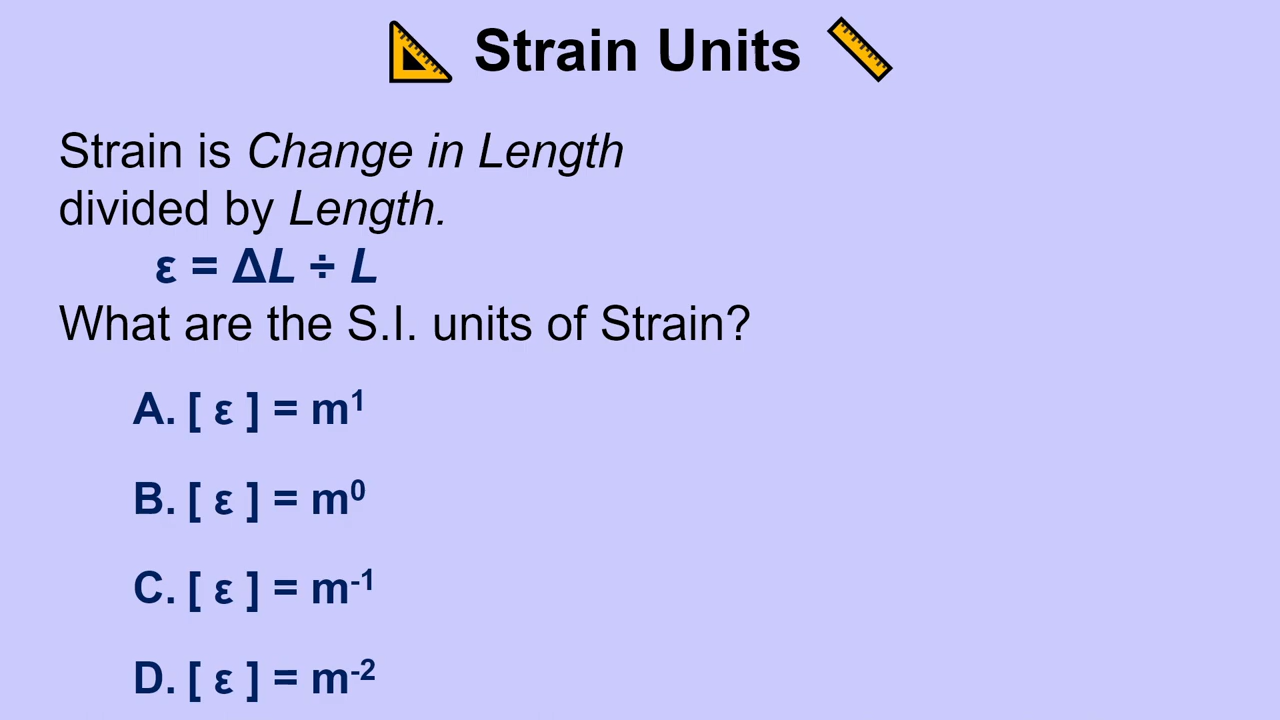 📐 Strain Units 📏
Strain is Change in Length
divided by Length.
ε = ΔL ÷ L
What are the S.I. units of Strain?
A. [ ε ] = m¹
B. [ ε ] = m⁰
C. [ ε ] = m⁻¹
D. [ ε ] = m⁻²